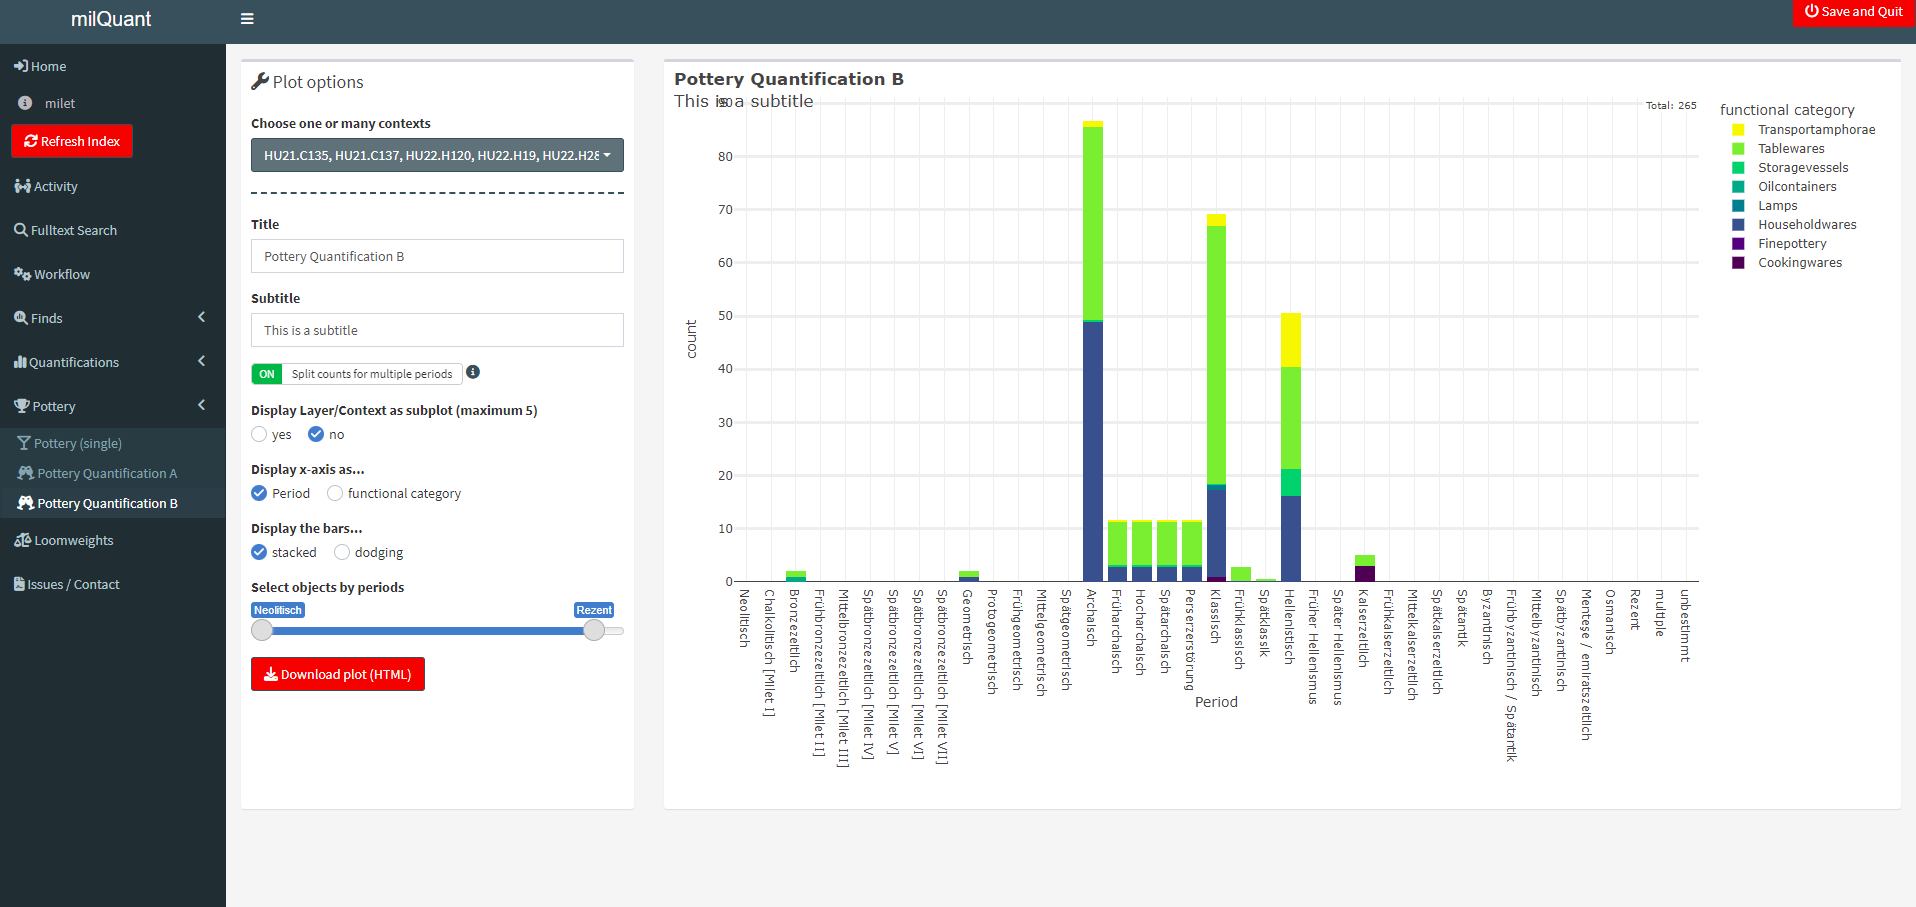 milQuant
Save and Quit
Home
milet
Refresh Index
Activity
Fulltext Search
Workflow
Finds
Quantifications
Pottery
Pottery (single)
Pottery Quantification A
Pottery Quantification B
Loomweights
Issues / Contact
Plot options
Choose one or many contexts
HU21.C135, HU21.C137, HU22.H120, HU22.H19, HU22.H28
Title
Pottery Quantification B
Subtitle
This is a subtitle
ON Split counts for multiple periods
Display Layer/Context as subplot (maximum 5)
yes no
Display x-axis as...
Period functional category
Display the bars...
stacked dodging
Select objects by periods
Neolitisch Rezent
Download plot (HTML)
Pottery Quantification B
This is a subtitle
Total: 265
count
90
80
70
60
50
40
30
20
10
0
Neolitisch
Chalkolitisch [Milet I]
Bronzezeitlich
Frühbronzezeitlich [Milet II]
Mittelbronzezeitlich [Milet III]
Spätbronzezeitlich [Milet IV]
Spätbronzezeitlich [Milet V]
Spätbronzezeitlich [Milet VI]
Spätbronzezeitlich [Milet VII]
Geometrisch
Protogeometrisch
Frühgeometrisch
Mittelgeometrisch
Spätgeometrisch
Archaisch
Früharchaisch
Hocharchaisch
Spätarchaisch
Perserzerstörung
Klassisch
Frühklassisch
Spätklassik
Hellenistisch
Früher Hellenismus
Später Hellenismus
Kaiserzeitlich
Frühkaiserzeitlich
Mittelkaiserzeitlich
Spätkaiserzeitlich
Spätantik
Byzantinisch
Frühbyzantinisch / Spätantik
Mittelbyzantinisch
Spätbyzantinisch
Menteşe / emiratszeitlich
Osmanisch
Rezent
multiple
unbestimmt
Period
functional category
Transportamphorae
Tablewares
Storagevessels
Oilcontainers
Lamps
Householdwares
Finepottery
Cookingwares